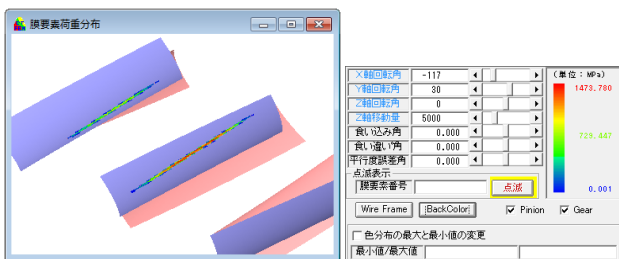 膜要素荷重分布
X軸回転角 -117
Y軸回転角 30
Z軸回転角 0
Z軸移動量 5000
食い込み角 0.000
食い違い角 0.000
平行度誤差角 0.000
点滅表示
膜要素番号 点滅
Wire Frame BackColor Pinion Gear
色分布の最大と最小値の変更
最小値/最大値
(単位: MPa)
1473.780
729.447
0.001